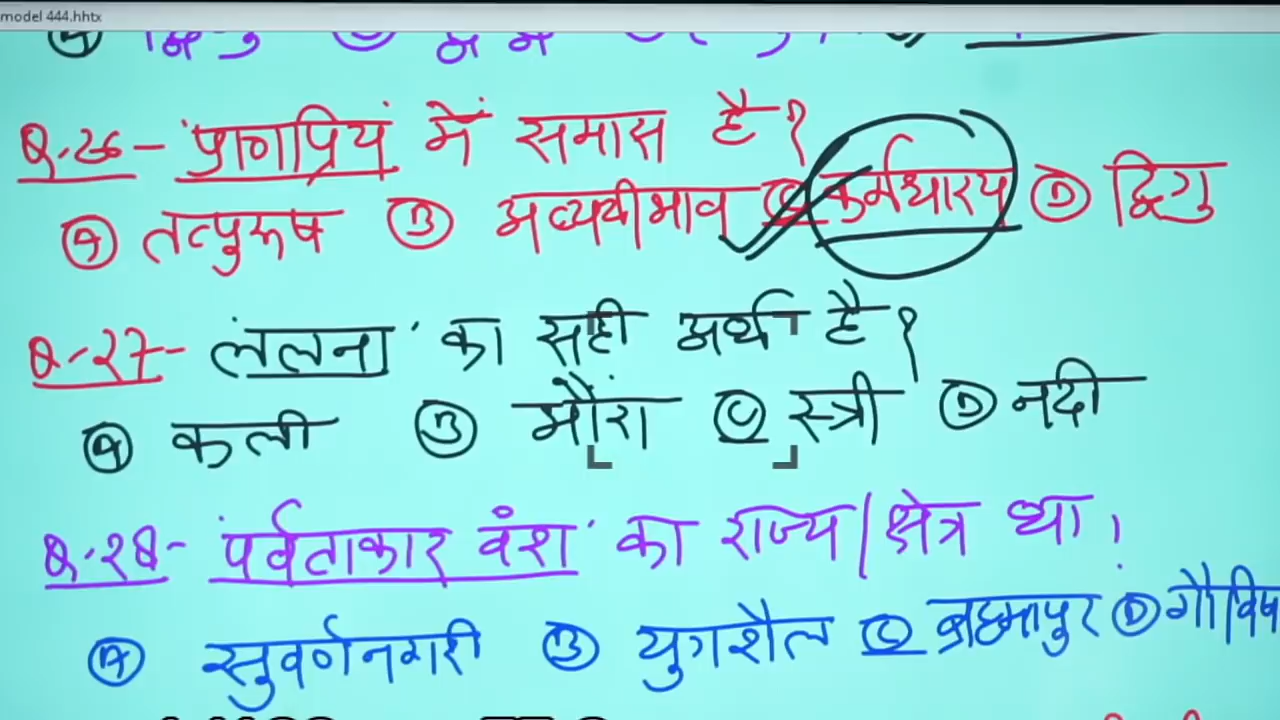 model 444.hhtx
Q.26- 'प्राणप्रियं' में समास है?
(A) तत्पुरुष (B) अव्ययीभाव (C) कर्मधारय (D) द्विगु
Q.27- 'ललना' का सही अर्थ है?
(A) कली (B) भौंरा (C) स्त्री (D) नदी
Q.28- 'पर्वताकार वंश' का राज्य/क्षेत्र था।
(A) सुवर्णनगरी (B) युगशैल (C) ब्रह्मपुर (D) गौविष